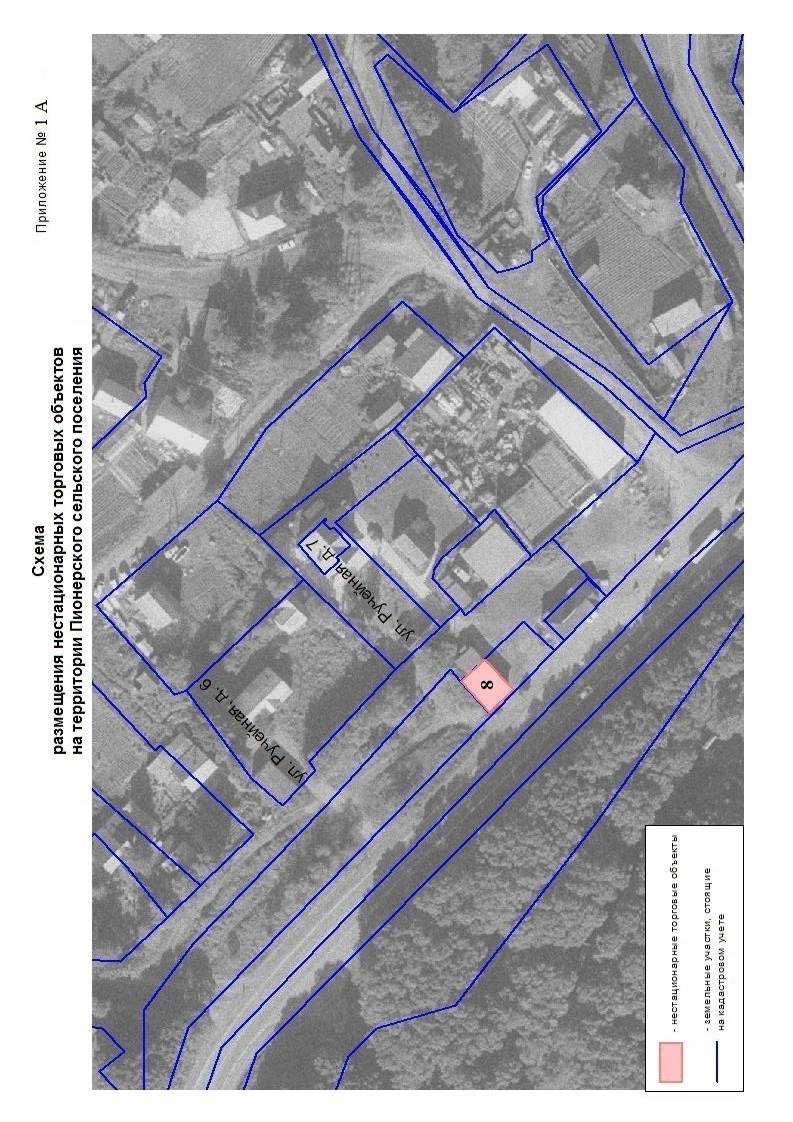 Приложение № 1 А
Схема
размещения нестационарных торговых объектов
на территории Пионерского сельского поселения
ул. Ручейная, д. 6
ул. Ручейная, д. 7
8
- нестационарные торговые объекты
- земельные участки, стоящие
на кадастровом учете